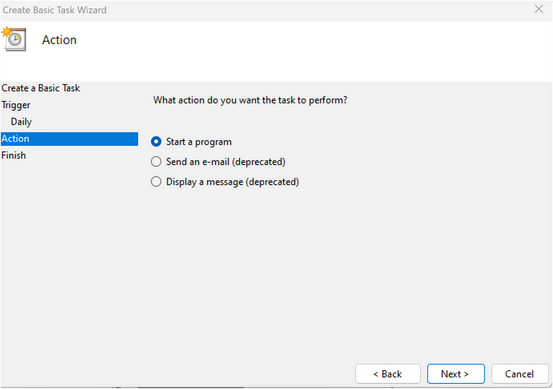 Create Basic Task Wizard
Action
Create a Basic Task
Trigger
Daily
Action
Finish
What action do you want the task to perform?
Start a program
Send an e-mail (deprecated)
Display a message (deprecated)
< Back
Next >
Cancel